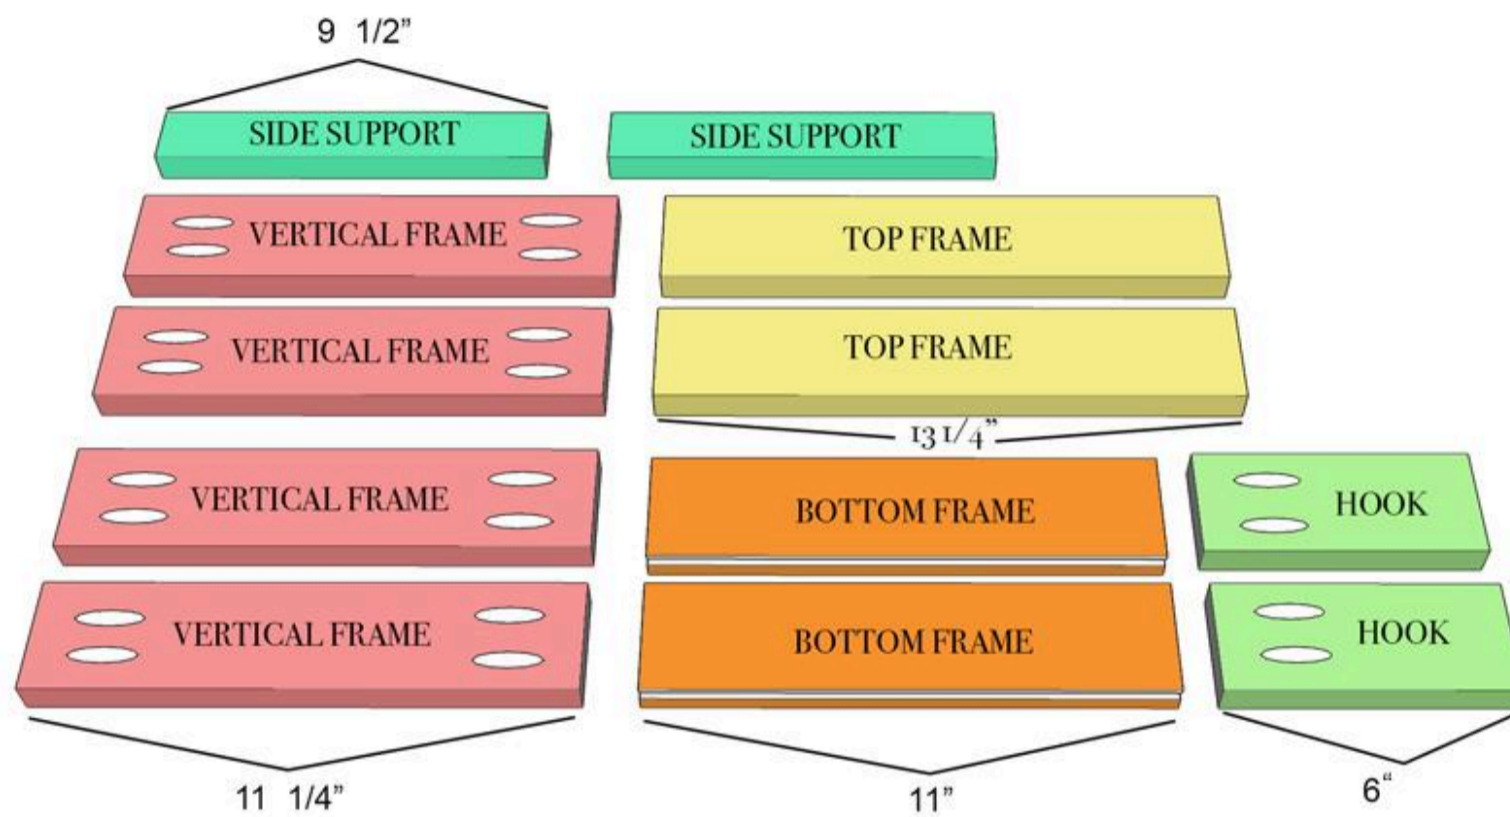 9 1/2”
SIDE SUPPORT
SIDE SUPPORT
VERTICAL FRAME
TOP FRAME
VERTICAL FRAME
TOP FRAME
13 1/4”
VERTICAL FRAME
BOTTOM FRAME
HOOK
VERTICAL FRAME
BOTTOM FRAME
HOOK
11 1/4”
11”
6“